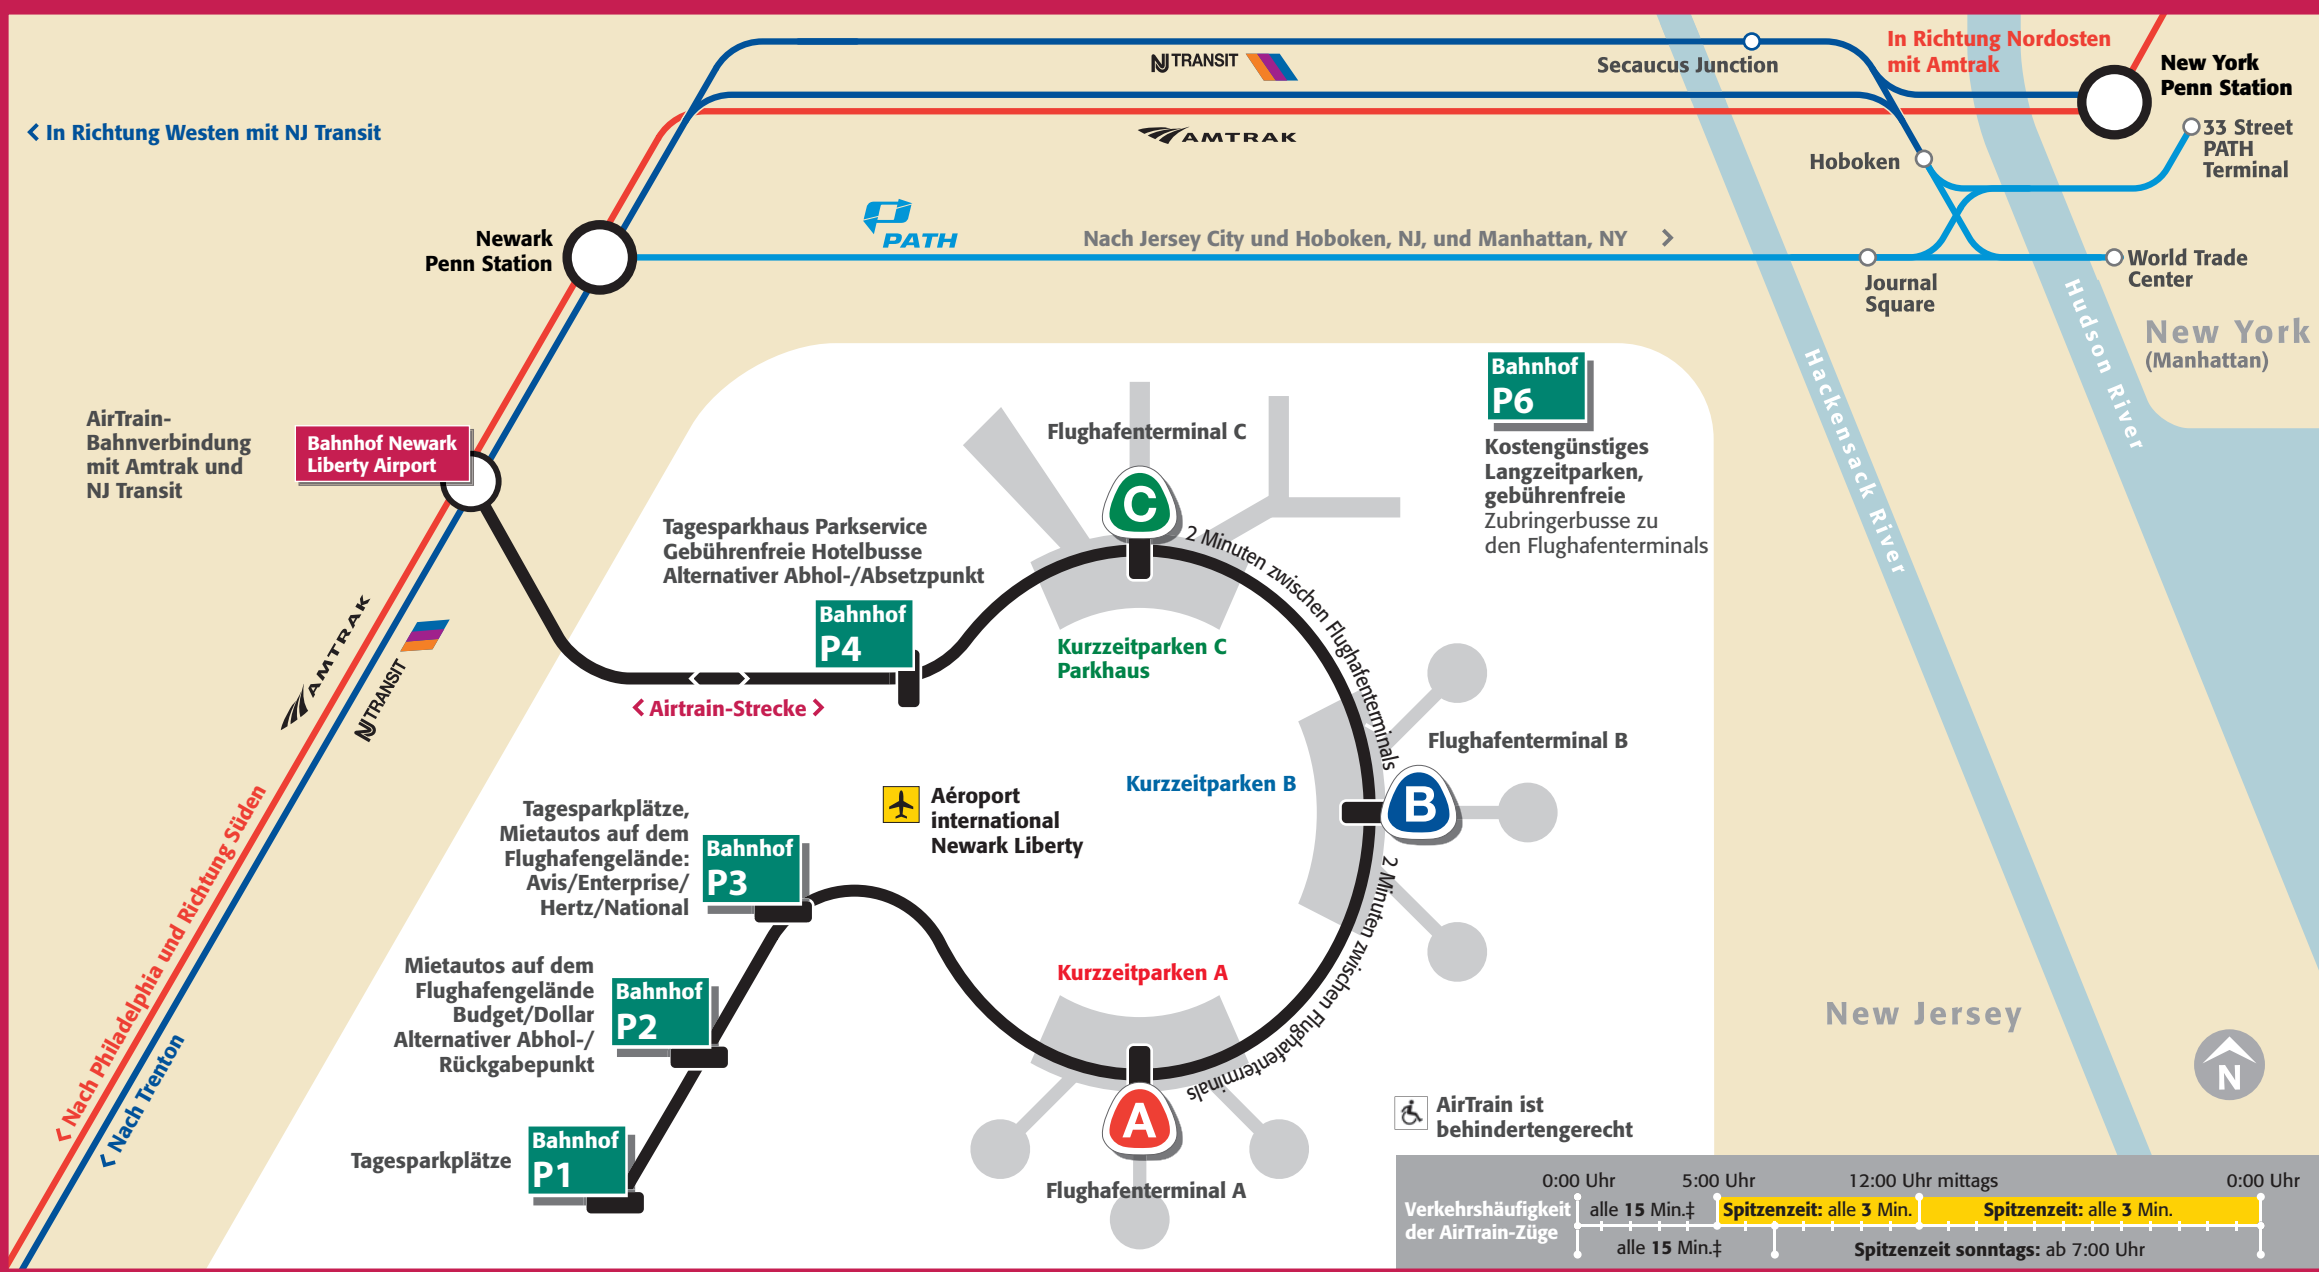 NJ TRANSIT
Secaucus Junction
In Richtung Nordosten
mit Amtrak
New York
Penn Station
< In Richtung Westen mit NJ Transit
AMTRAK
33 Street
PATH
Terminal
Hoboken
Newark
Penn Station
PATH
Nach Jersey City und Hoboken, NJ, und Manhattan, NY >
World Trade
Center
Journal
Square
Hudson River
New York
(Manhattan)
Hackensack River
Bahnhof
P6
Kostengünstiges
Langzeitparken,
gebührenfreie
Zubringerbusse zu
den Flughafenterminals
AirTrain-
Bahnverbindung
mit Amtrak und
NJ Transit
Bahnhof Newark
Liberty Airport
Flughafenterminal C
C
2 Minuten zwischen Flughafenterminals
Tagesparkhaus Parkservice
Gebührenfreie Hotelbusse
Alternativer Abhol-/Absetzpunkt
Bahnhof
P4
Kurzzeitparken C
Parkhaus
AMTRAK
NJ TRANSIT
< Airtrain-Strecke >
Flughafenterminal B
Kurzzeitparken B
B
Aéroport
international
Newark Liberty
Tagesparkplätze,
Mietautos auf dem
Flughafengelände:
Avis/Enterprise/
Hertz/National
Bahnhof
P3
2 Minuten zwischen Flughafenterminals
< Nach Philadelphia und Richtung Süden
< Nach Trenton
Mietautos auf dem
Flughafengelände
Budget/Dollar
Alternativer Abhol-/
Rückgabepunkt
Bahnhof
P2
Kurzzeitparken A
New Jersey
N
A
Flughafenterminal A
Tagesparkplätze
Bahnhof
P1
AirTrain ist
behindertengerecht
0:00 Uhr 5:00 Uhr 12:00 Uhr mittags 0:00 Uhr
Verkehrshäufigkeit
der AirTrain-Züge
alle 15 Min.‡ Spitzenzeit: alle 3 Min. Spitzenzeit: alle 3 Min.
alle 15 Min.‡ Spitzenzeit sonntags: ab 7:00 Uhr